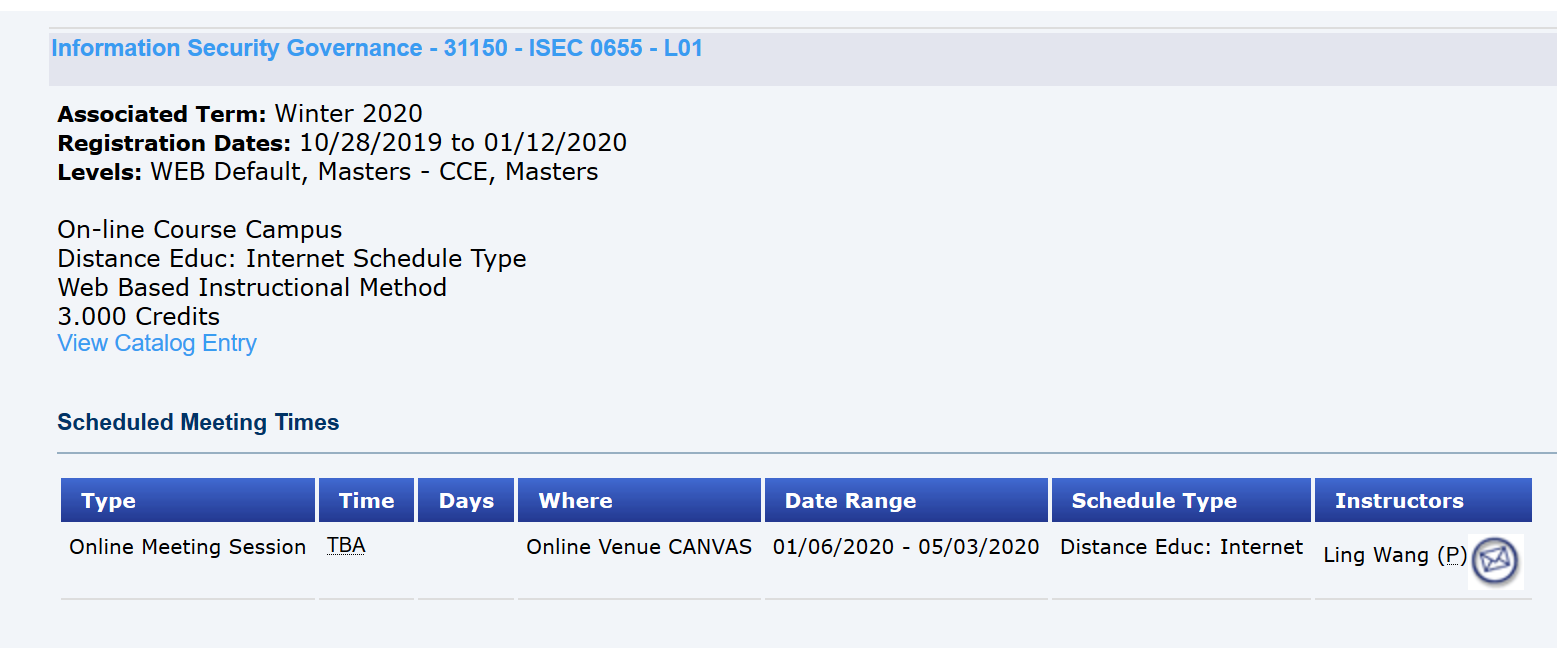 Information Security Governance - 31150 - ISEC 0655 - L01
Associated Term: Winter 2020
Registration Dates: 10/28/2019 to 01/12/2020
Levels: WEB Default, Masters - CCE, Masters
On-line Course Campus
Distance Educ: Internet Schedule Type
Web Based Instructional Method
3.000 Credits
View Catalog Entry
Scheduled Meeting Times
Type Time Days Where Date Range Schedule Type Instructors
Online Meeting Session TBA Online Venue CANVAS 01/06/2020 - 05/03/2020 Distance Educ: Internet Ling Wang (P)